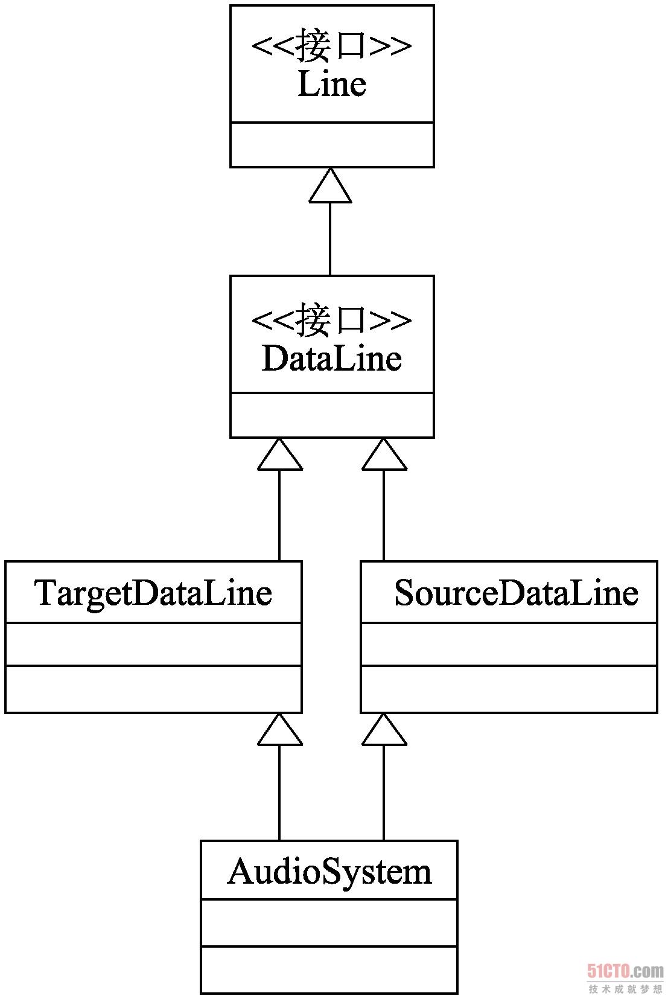 <<接口>>
Line
<<接口>>
DataLine
TargetDataLine
SourceDataLine
AudioSystem
51CTO.com
技术成就梦想